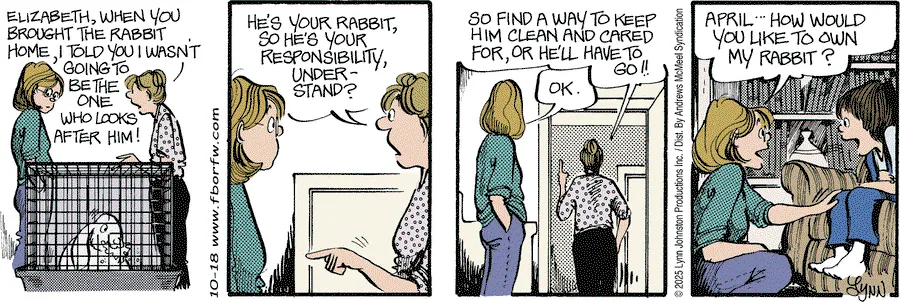 ELIZABETH, WHEN YOU
BROUGHT THE RABBIT
HOME, I TOLD YOU I WASN'T
GOING TO
BE THE
ONE
WHO LOOKS
AFTER HIM!
HE'S YOUR RABBIT,
SO HE'S YOUR
RESPONSIBILITY,
UNDER-
STAND?
10-18 www.fborfw.com
SO FIND A WAY TO KEEP
HIM CLEAN AND CARED
FOR, OR HE'LL HAVE TO
GO!!
OK.
© 2025 Lynn Johnston Productions Inc. / Dist. By Andrews McMeel Syndication
APRIL... HOW WOULD
YOU LIKE TO OWN
MY RABBIT?
LYNN